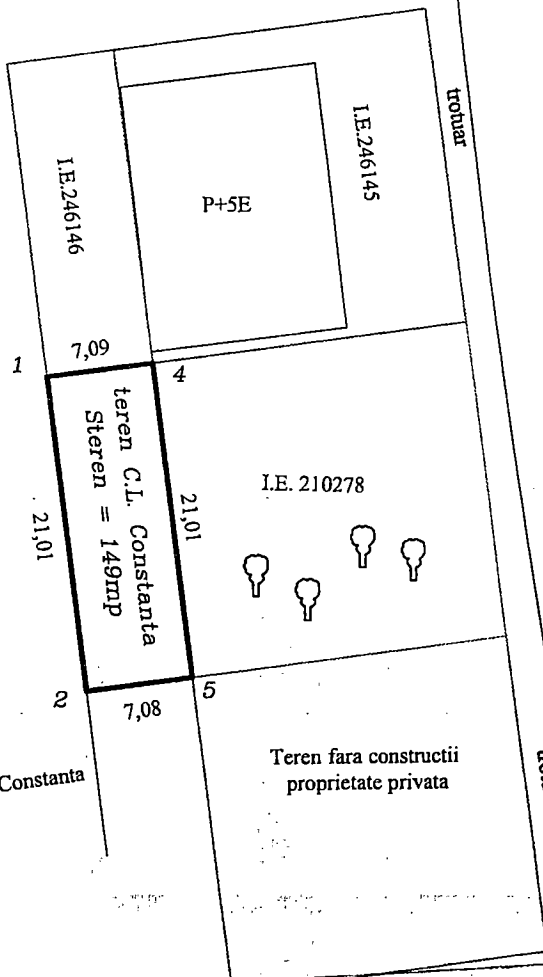 trotuar
I.E.246145
I.E.246146
P+5E
7,09
1
4
teren C.L. Constanta
Steren = 149mp
21,01
21,01
I.E. 210278
2
5
7,08
Constanta
Teren fara constructii
proprietate privata